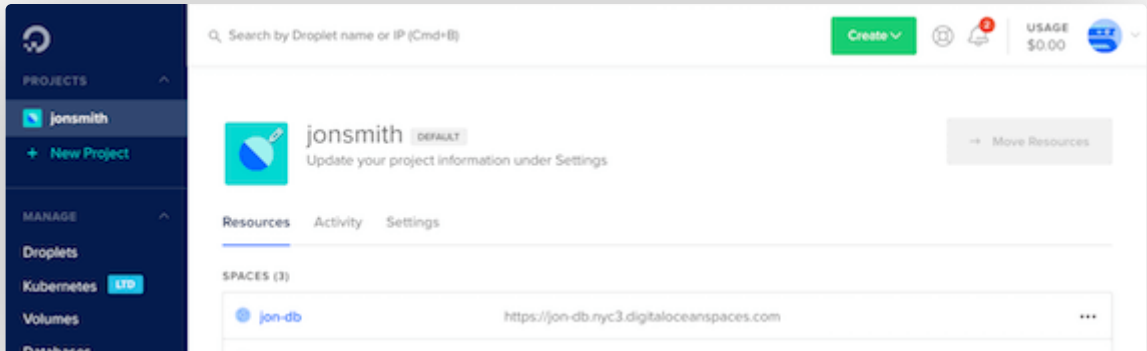 Search by Droplet name or IP (Cmd+B)
Create
2
USAGE
$0.00
PROJECTS
jonsmith
+ New Project
MANAGE
Droplets
Kubernetes LTD
Volumes
Databases
jonsmith DEFAULT
Update your project information under Settings
→ Move Resources
Resources Activity Settings
SPACES (3)
jon-db https://jon-db.nyc3.digitaloceanspaces.com ...